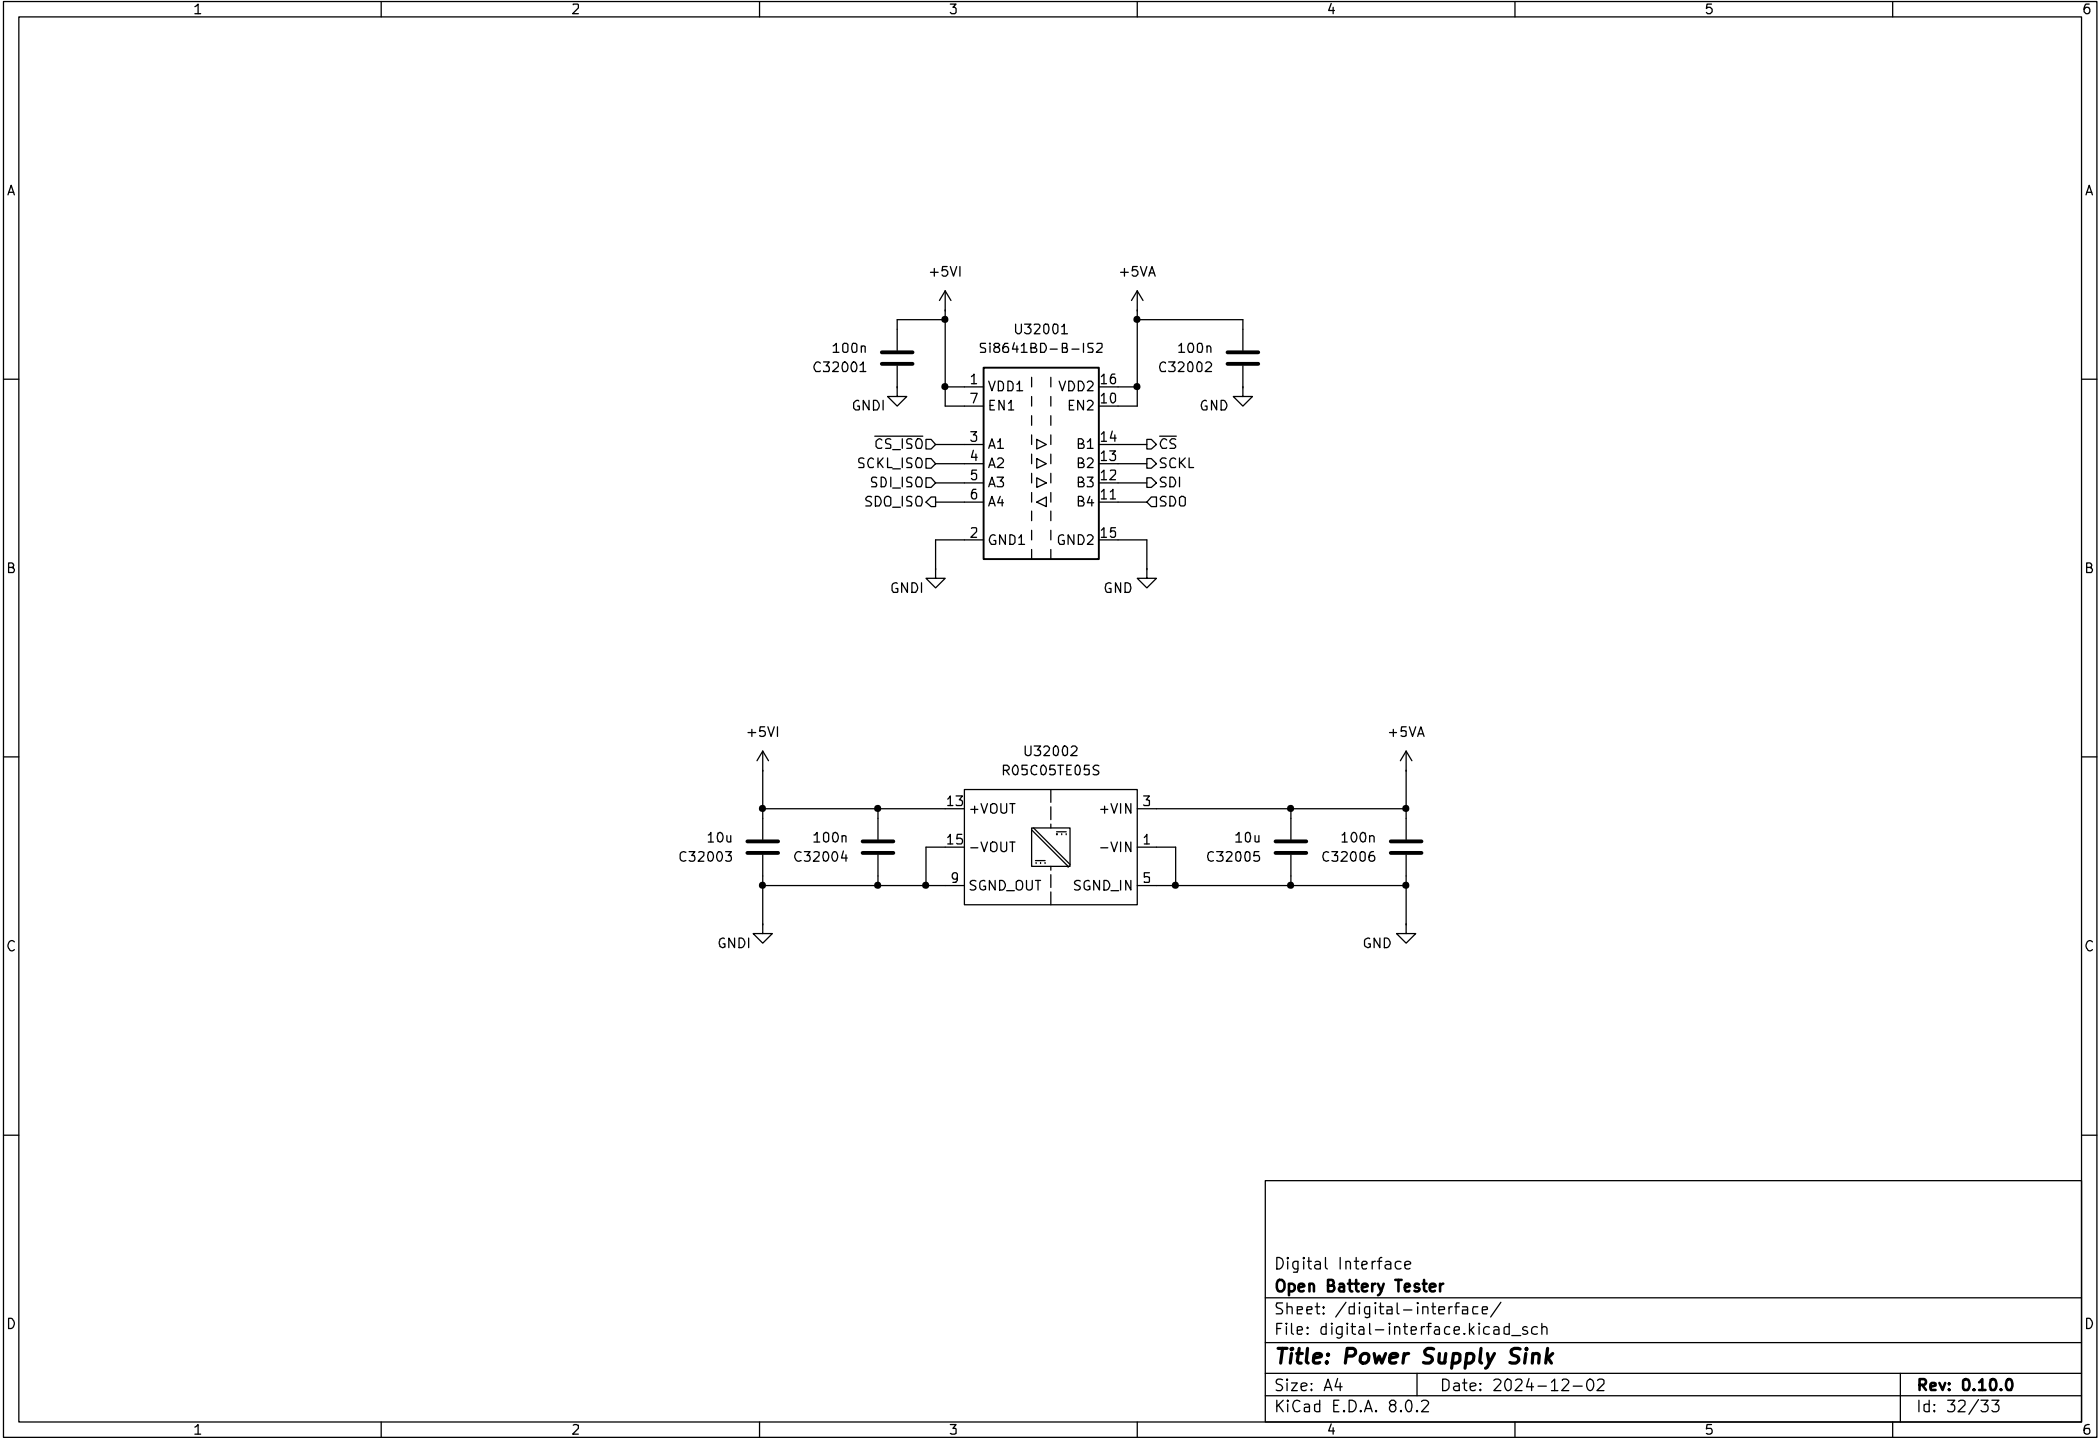 1 2 3 4 5 6
A A
+5VI +5VA
U32001
Si8641BD-B-IS2
100n 100n
C32001 C32002
1 VDD1 VDD2 16
7 EN1 EN2 10
GNDI GND
CS_ISO 3 A1 B1 14 CS
SCKL_ISO 4 A2 B2 13 SCKL
SDI_ISO 5 A3 B3 12 SDI
SDO_ISO 6 A4 B4 11 SDO
2 GND1 GND2 15
B B
GNDI GND
+5VI +5VA
U32002
R05C05TE05S
13 +VOUT +VIN 3
10u 100n 15 -VOUT -VIN 1 10u 100n
C32003 C32004 C32005 C32006
9 SGND_OUT SGND_IN 5
GNDI GND
C C
Digital Interface
Open Battery Tester
Sheet: /digital-interface/
File: digital-interface.kicad_sch
D D
Title: Power Supply Sink
Size: A4 Date: 2024-12-02 Rev: 0.10.0
KiCad E.D.A. 8.0.2 Id: 32/33
1 2 3 4 5 6